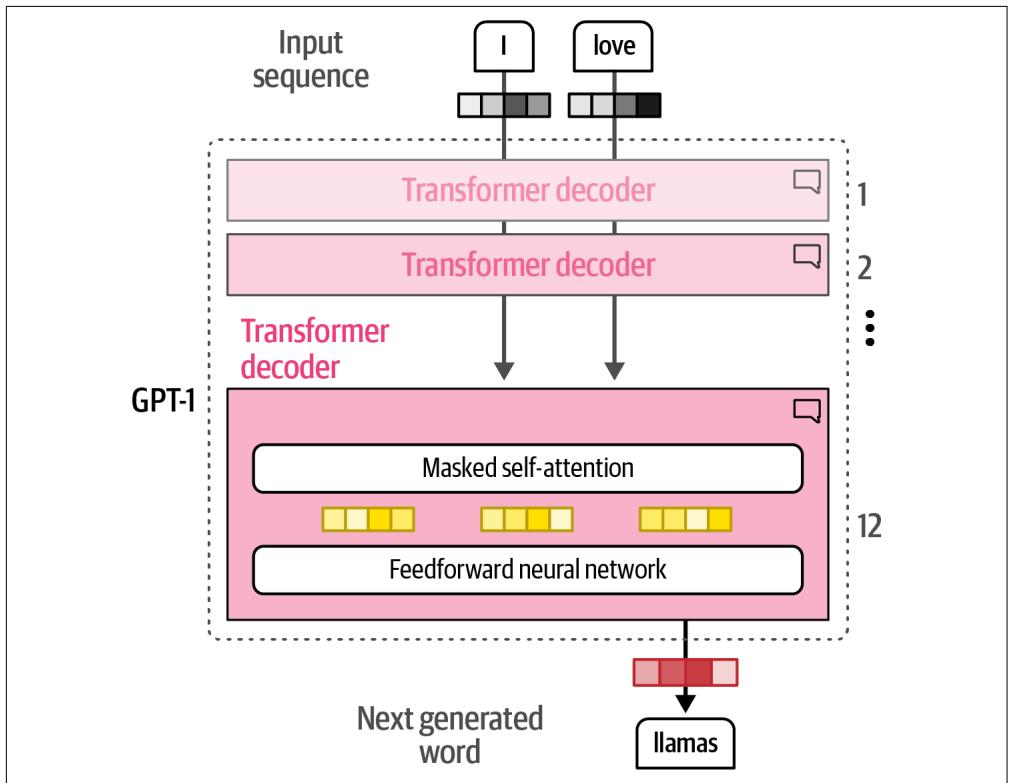 Input
sequence
I
love
Transformer decoder
1
Transformer decoder
2
Transformer
decoder
GPT-1
Masked self-attention
12
Feedforward neural network
Next generated
word
llamas